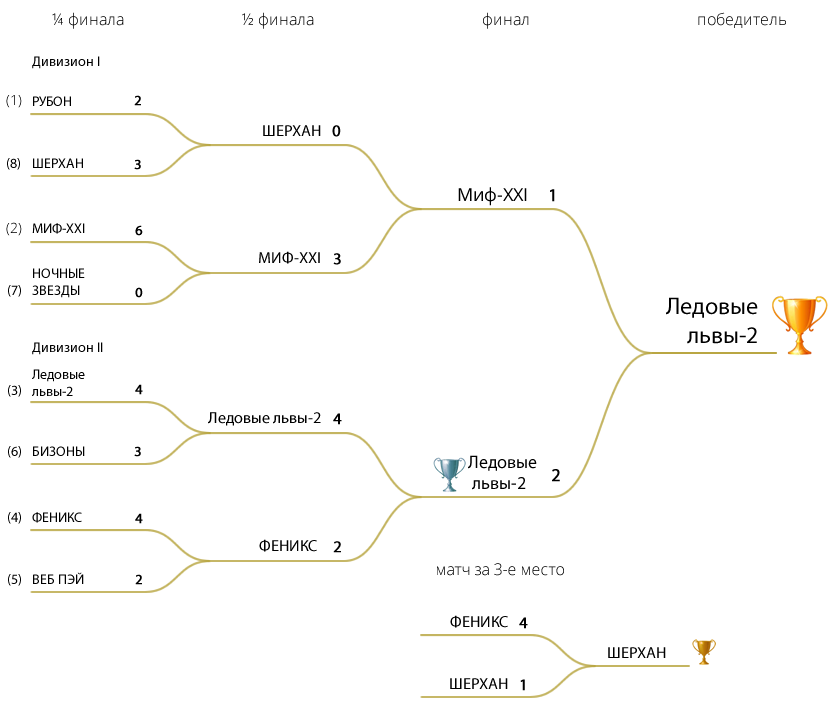 ¼ финала ½ финала финал победитель
Дивизион I
(1) РУБОН 2
ШЕРХАН 0
(8) ШЕРХАН 3
Миф-XXI 1
(2) МИФ-XXI 6
МИФ-XXI 3
НОЧНЫЕ
(7) ЗВЕЗДЫ 0
Ледовые
львы-2
Дивизион II
Ледовые
(3) львы-2 4
Ледовые львы-2 4
(6) БИЗОНЫ 3
Ледовые
львы-2 2
(4) ФЕНИКС 4
ФЕНИКС 2
(5) ВЕБ ПЭЙ 2
матч за 3-е место
ФЕНИКС 4
ШЕРХАН
ШЕРХАН 1